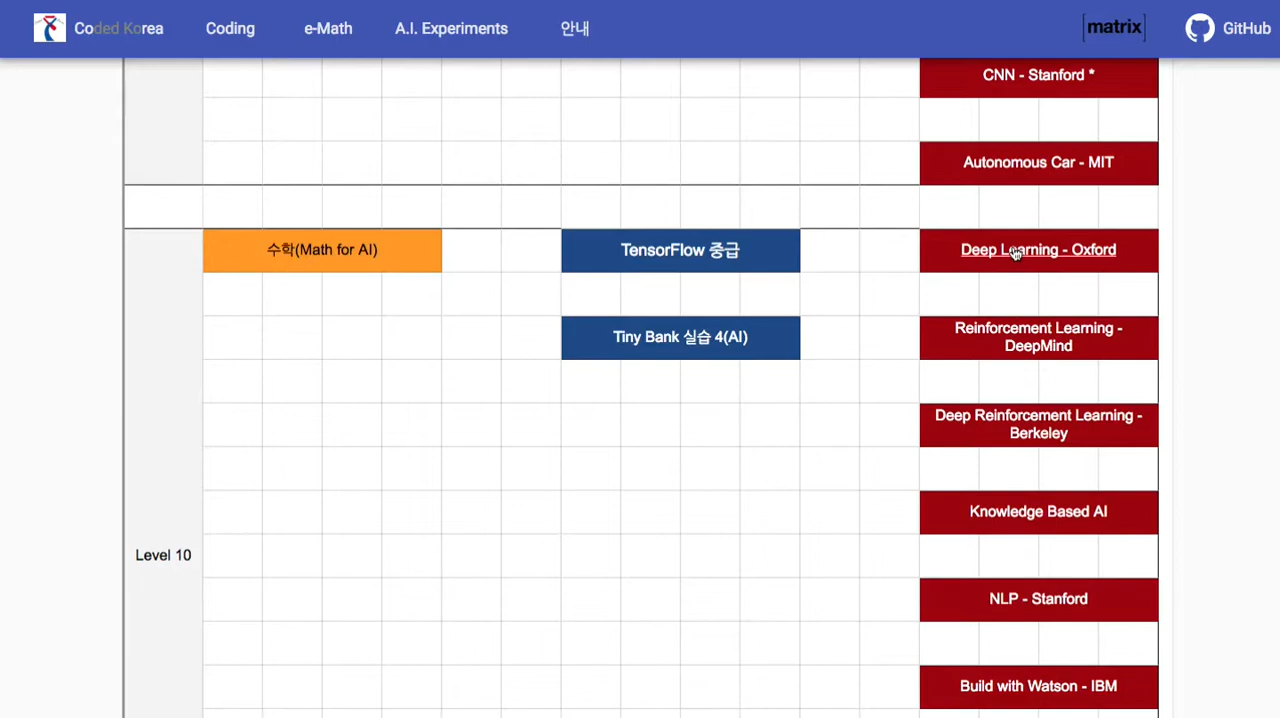 Coded Korea Coding e-Math A.I. Experiments 안내 matrix GitHub
CNN - Stanford *
Autonomous Car - MIT
수학(Math for AI) TensorFlow 중급 Deep Learning - Oxford
Tiny Bank 실습 4(AI) Reinforcement Learning -
DeepMind
Deep Reinforcement Learning -
Berkeley
Knowledge Based AI
Level 10
NLP - Stanford
Build with Watson - IBM